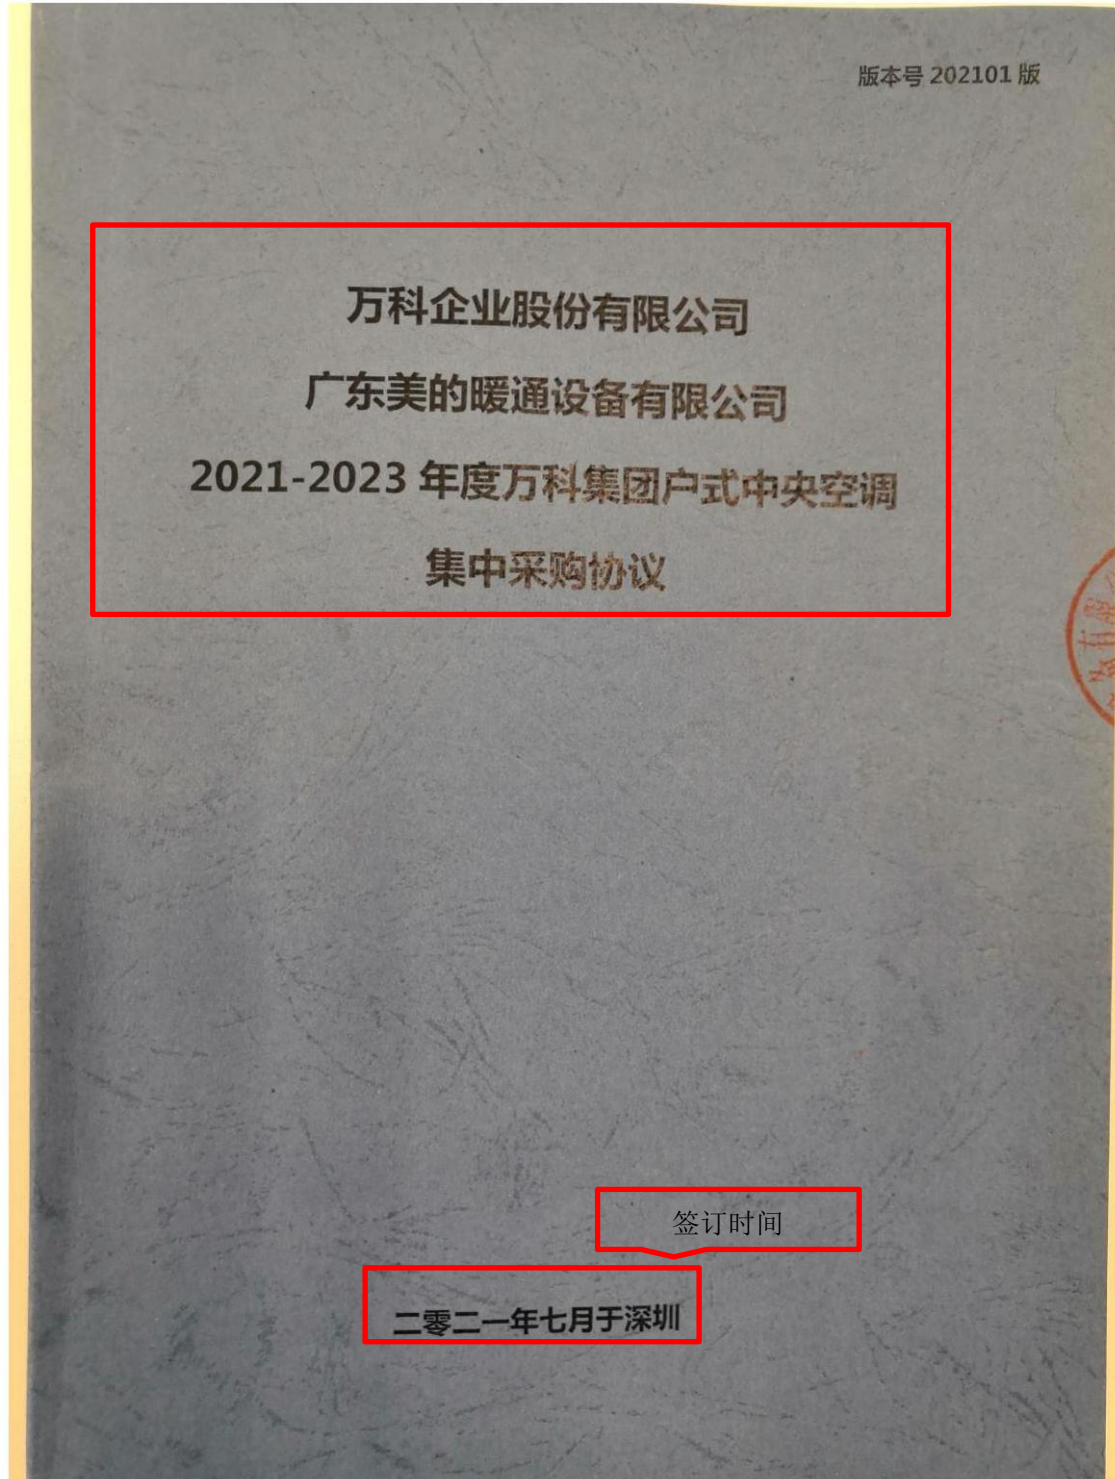 版本号 202101 版
万科企业股份有限公司
广东美的暖通设备有限公司
2021-2023 年度万科集团户式中央空调
集中采购协议
签订时间
二零二一年七月于深圳